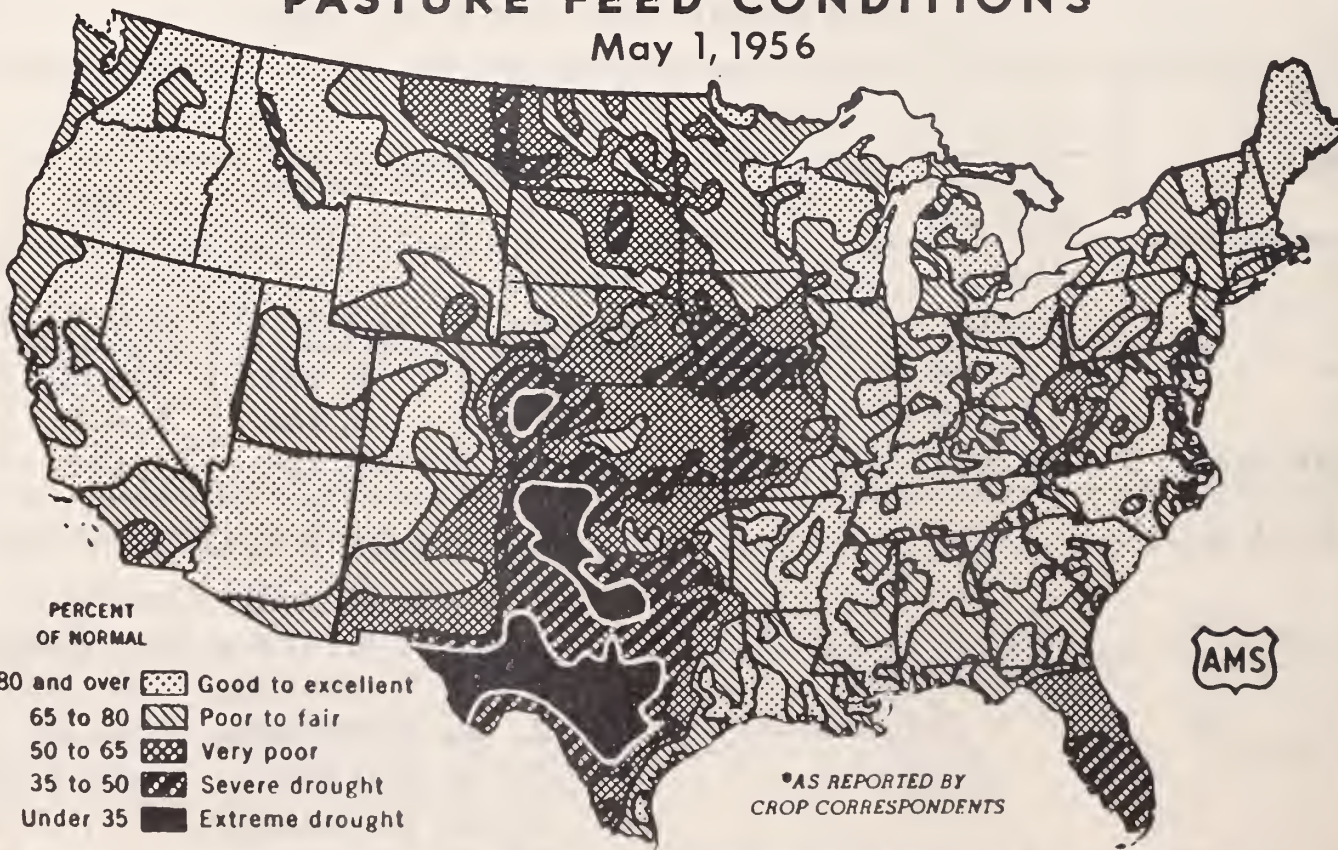 PASTURE FEED CONDITIONS
May 1, 1956
PERCENT
OF NORMAL
80 and over Good to excellent
65 to 80 Poor to fair
50 to 65 Very poor
35 to 50 Severe drought
Under 35 Extreme drought
*AS REPORTED BY
CROP CORRESPONDENTS
AMS